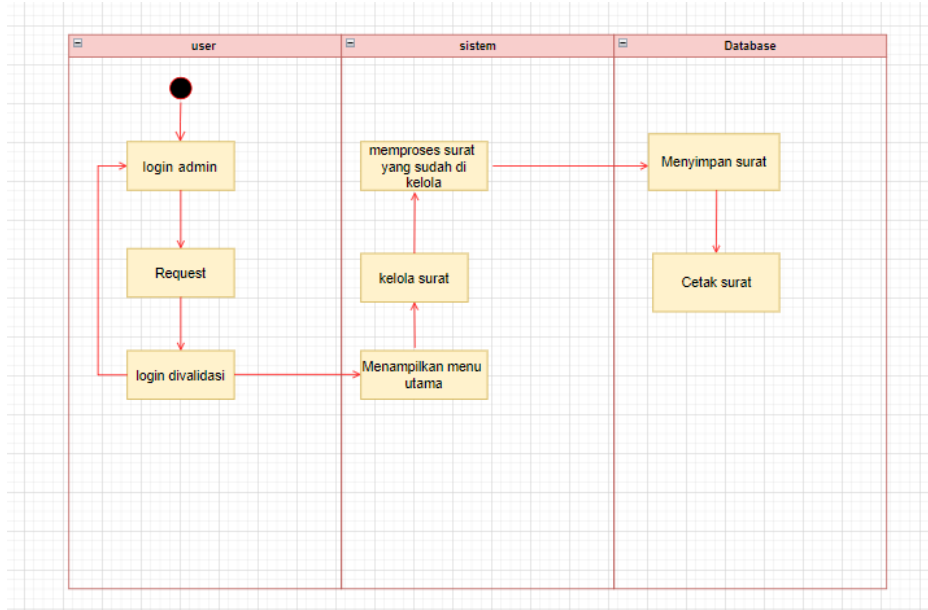 user
sistem
Database
login admin
Request
login divalidasi
memproses surat
yang sudah di
kelola
kelola surat
Menampilkan menu
utama
Menyimpan surat
Cetak surat